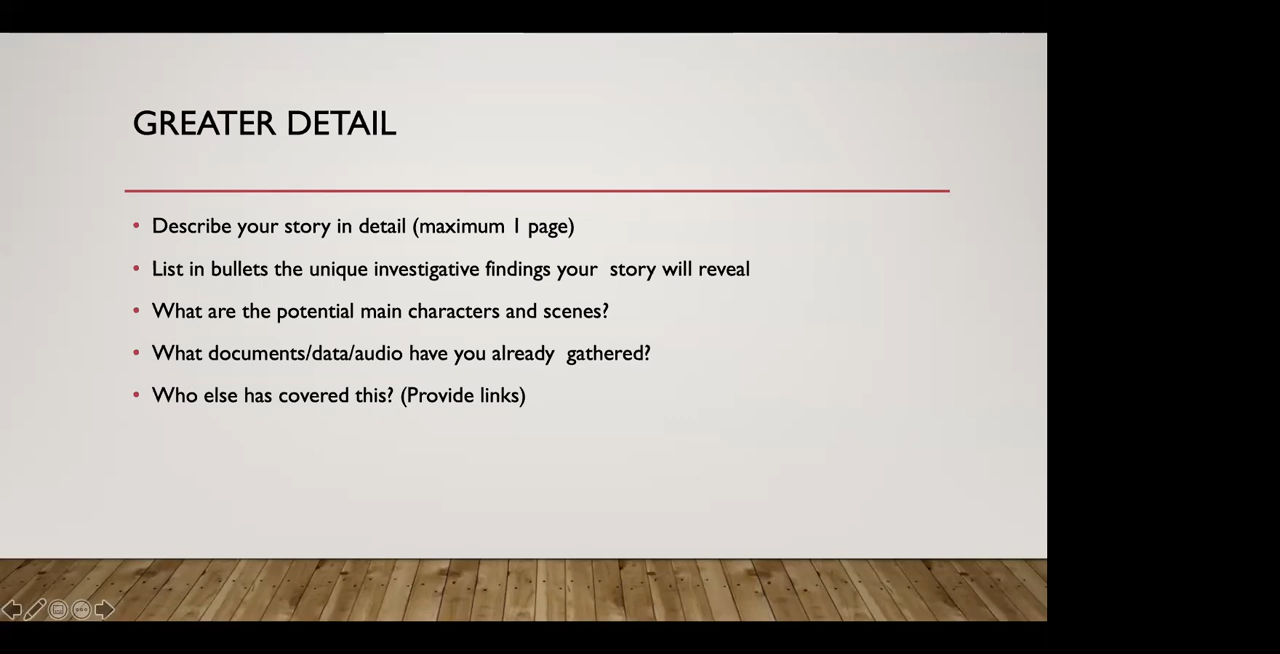 GREATER DETAIL
• Describe your story in detail (maximum 1 page)
• List in bullets the unique investigative findings your  story will reveal
• What are the potential main characters and scenes?
• What documents/data/audio have you already  gathered?
• Who else has covered this? (Provide links)